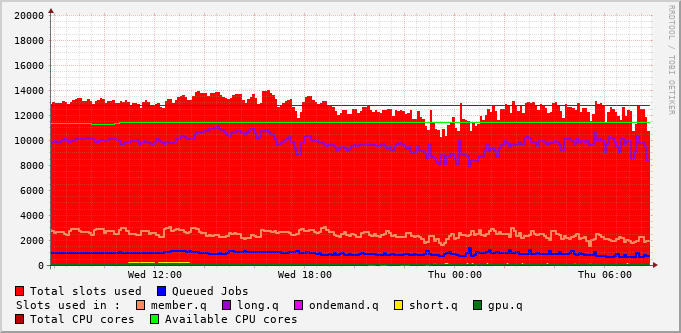 20000
18000
16000
14000
12000
10000
8000
6000
4000
2000
0
Wed 12:00 Wed 18:00 Thu 00:00 Thu 06:00
RRDTOOL / TOBI OETIKER
Total slots used Queued Jobs
Slots used in : member.q long.q ondemand.q short.q gpu.q
Total CPU cores Available CPU cores